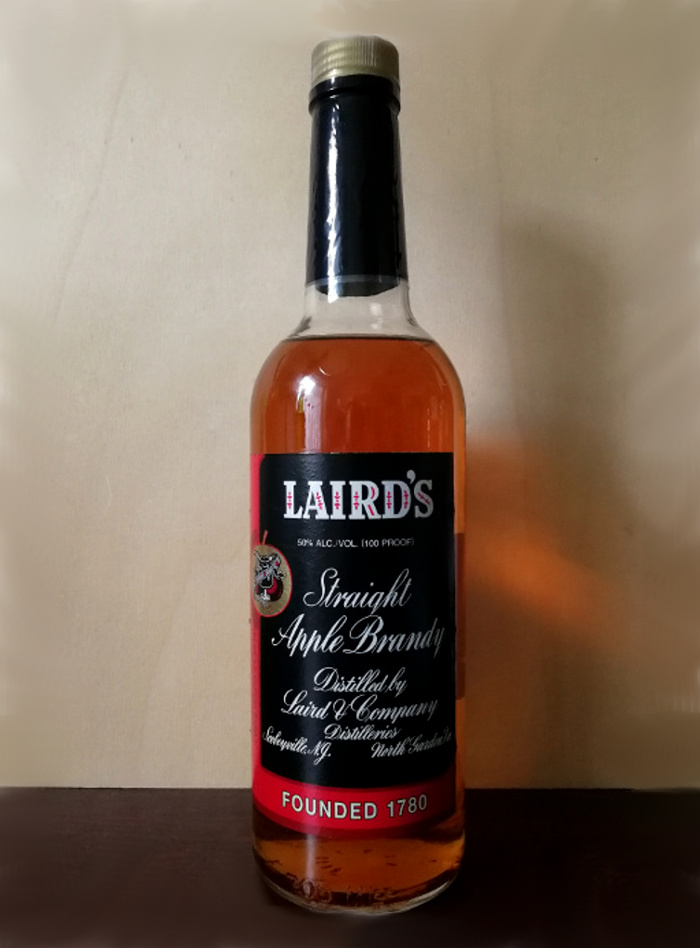 LAIRD'S
50% ALC./VOL. (100 PROOF)
Straight
Apple Brandy
Distilled by
Laird & Company
Distilleries
Scobeyville, N.J. North Garden, Va
FOUNDED 1780